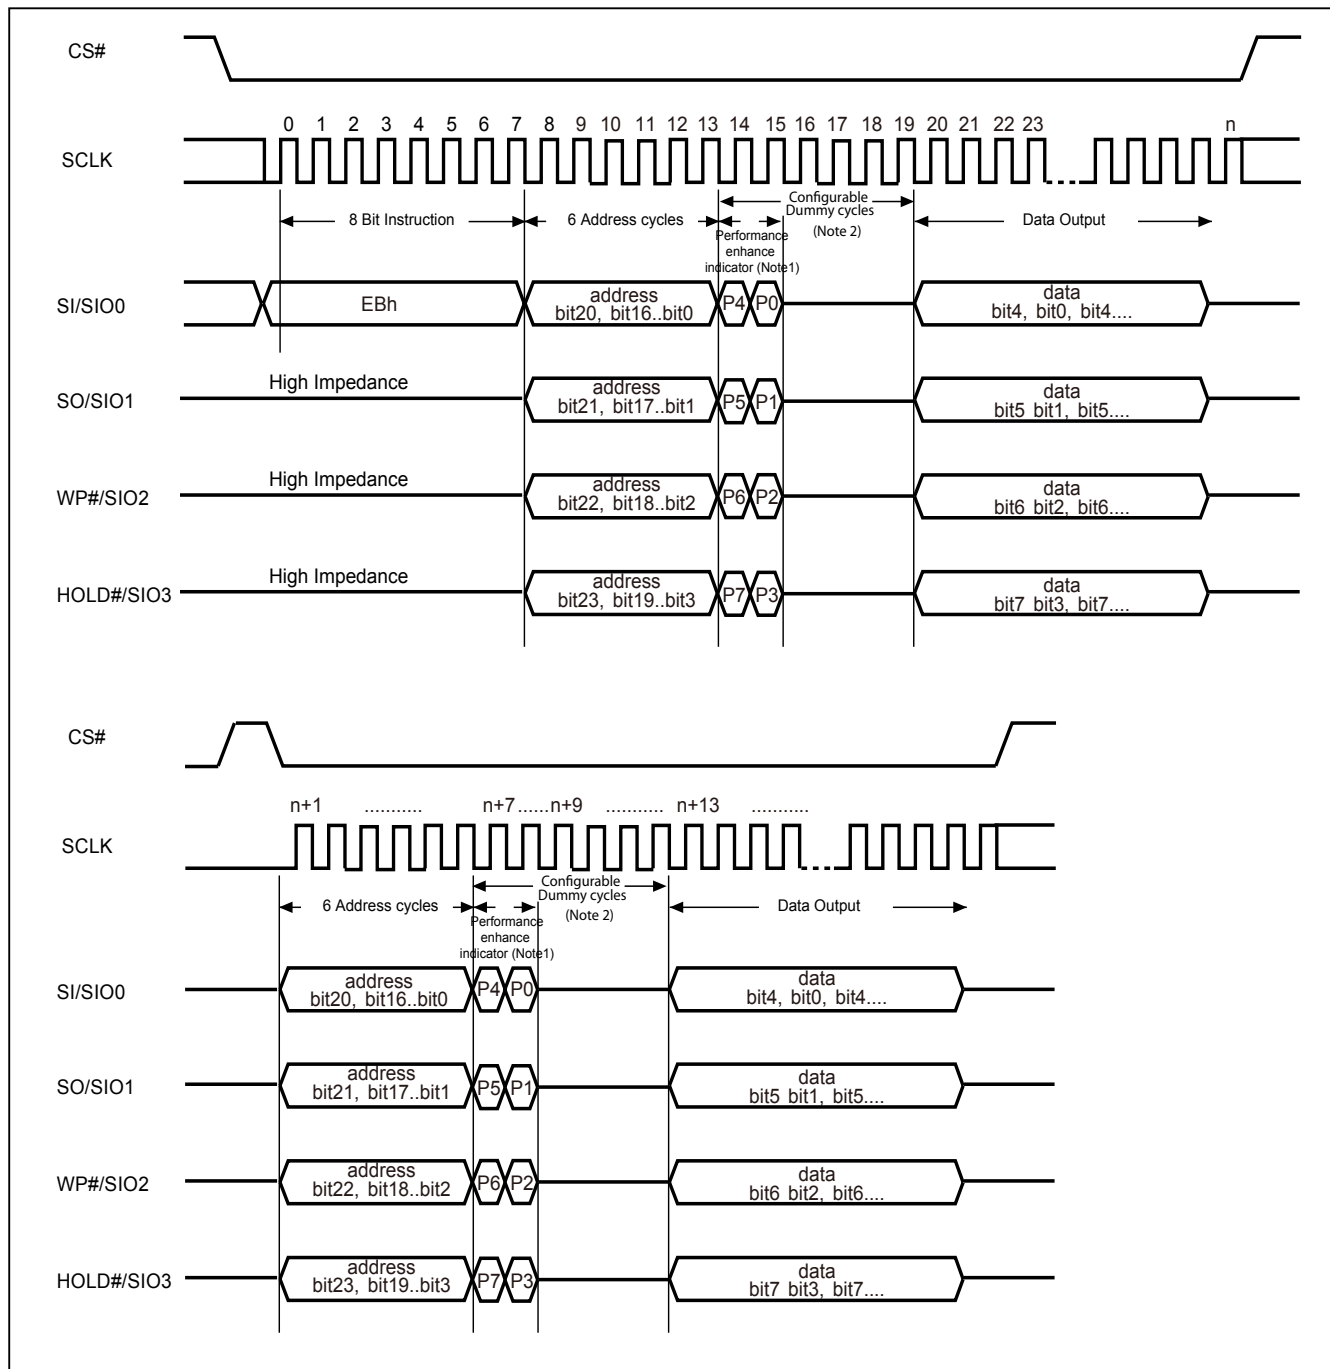 CS#
0 1 2 3 4 5 6 7 8 9 10 11 12 13 14 15 16 17 18 19 20 21 22 23 n
SCLK
Configurable
8 Bit Instruction 6 Address cycles Dummy cycles Data Output
(Note 2)
Performance
enhance
indicator (Note1)
SI/SIO0 EBh address P4 P0 data
bit20, bit16..bit0 bit4, bit0, bit4....
High Impedance
SO/SIO1 address P5 P1 data
bit21, bit17..bit1 bit5 bit1, bit5....
High Impedance
WP#/SIO2 address P6 P2 data
bit22, bit18..bit2 bit6 bit2, bit6....
High Impedance
HOLD#/SIO3 address P7 P3 data
bit23, bit19..bit3 bit7 bit3, bit7....
CS#
n+1 ........... n+7 ......n+9 ........... n+13 ...........
SCLK
Configurable
6 Address cycles Dummy cycles Data Output
(Note 2)
Performance
enhance
indicator (Note1)
SI/SIO0 address P4 P0 data
bit20, bit16..bit0 bit4, bit0, bit4....
SO/SIO1 address P5 P1 data
bit21, bit17..bit1 bit5 bit1, bit5....
WP#/SIO2 address P6 P2 data
bit22, bit18..bit2 bit6 bit2, bit6....
HOLD#/SIO3 address P7 P3 data
bit23, bit19..bit3 bit7 bit3, bit7....